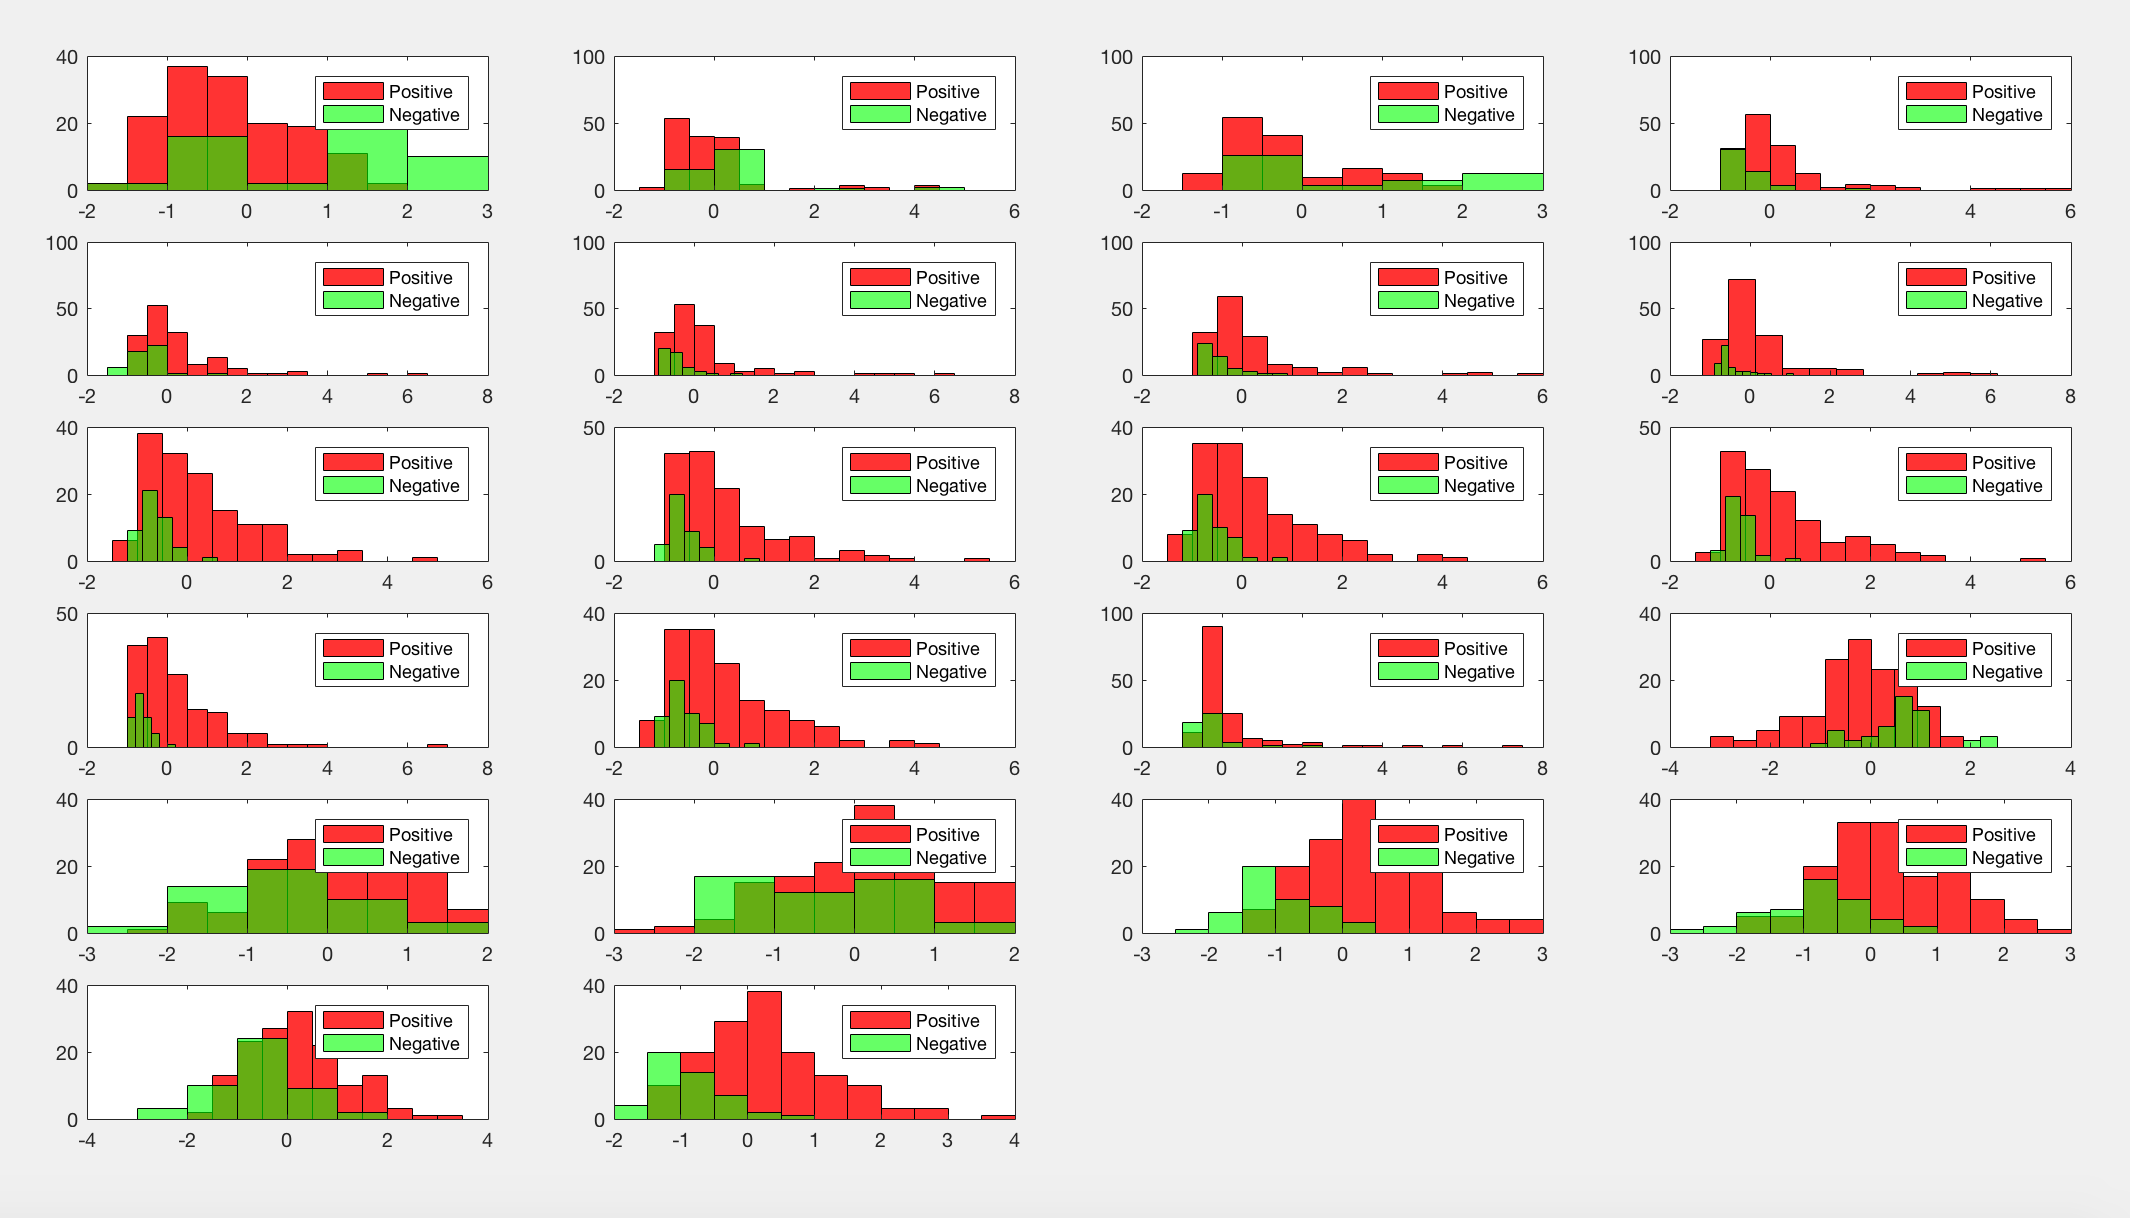 40 100 100 100
Positive Positive Positive Positive
20 50 50 50
Negative Negative Negative Negative
0 0 0 0
-2 -1 0 1 2 3 0 2 4 6 -2 -1 0 1 2 3 -2 0 2 4 6
100 100 100 100
Positive Positive Positive Positive
50 50 50 50
Negative Negative Negative Negative
0 0 0 0
-2 0 2 4 6 8 -2 0 2 4 6 8 -2 0 2 4 6 -2 0 2 4 6 8
40 50 40 50
Positive Positive Positive Positive
20 20
Negative Negative Negative Negative
0 0 0 0
-2 0 2 4 6 -2 0 2 4 6 -2 0 2 4 6 -2 0 2 4 6
50 40 100 40
Positive Positive Positive Positive
20 50 20
Negative Negative Negative Negative
0 0 0 0
-2 0 2 4 6 8 -2 0 2 4 6 -2 0 2 4 6 8 -4 -2 0 2 4
40 40 40 40
Positive Positive Positive Positive
20 20 20 20
Negative Negative Negative Negative
0 0 0 0
-3 -2 -1 0 1 2 -3 -2 -1 0 1 2 -3 -2 -1 0 1 2 3 -3 -2 -1 0 1 2 3
40 40
Positive Positive
20 20
Negative Negative
0 0
-4 -2 0 2 4 -2 -1 0 1 2 3 4